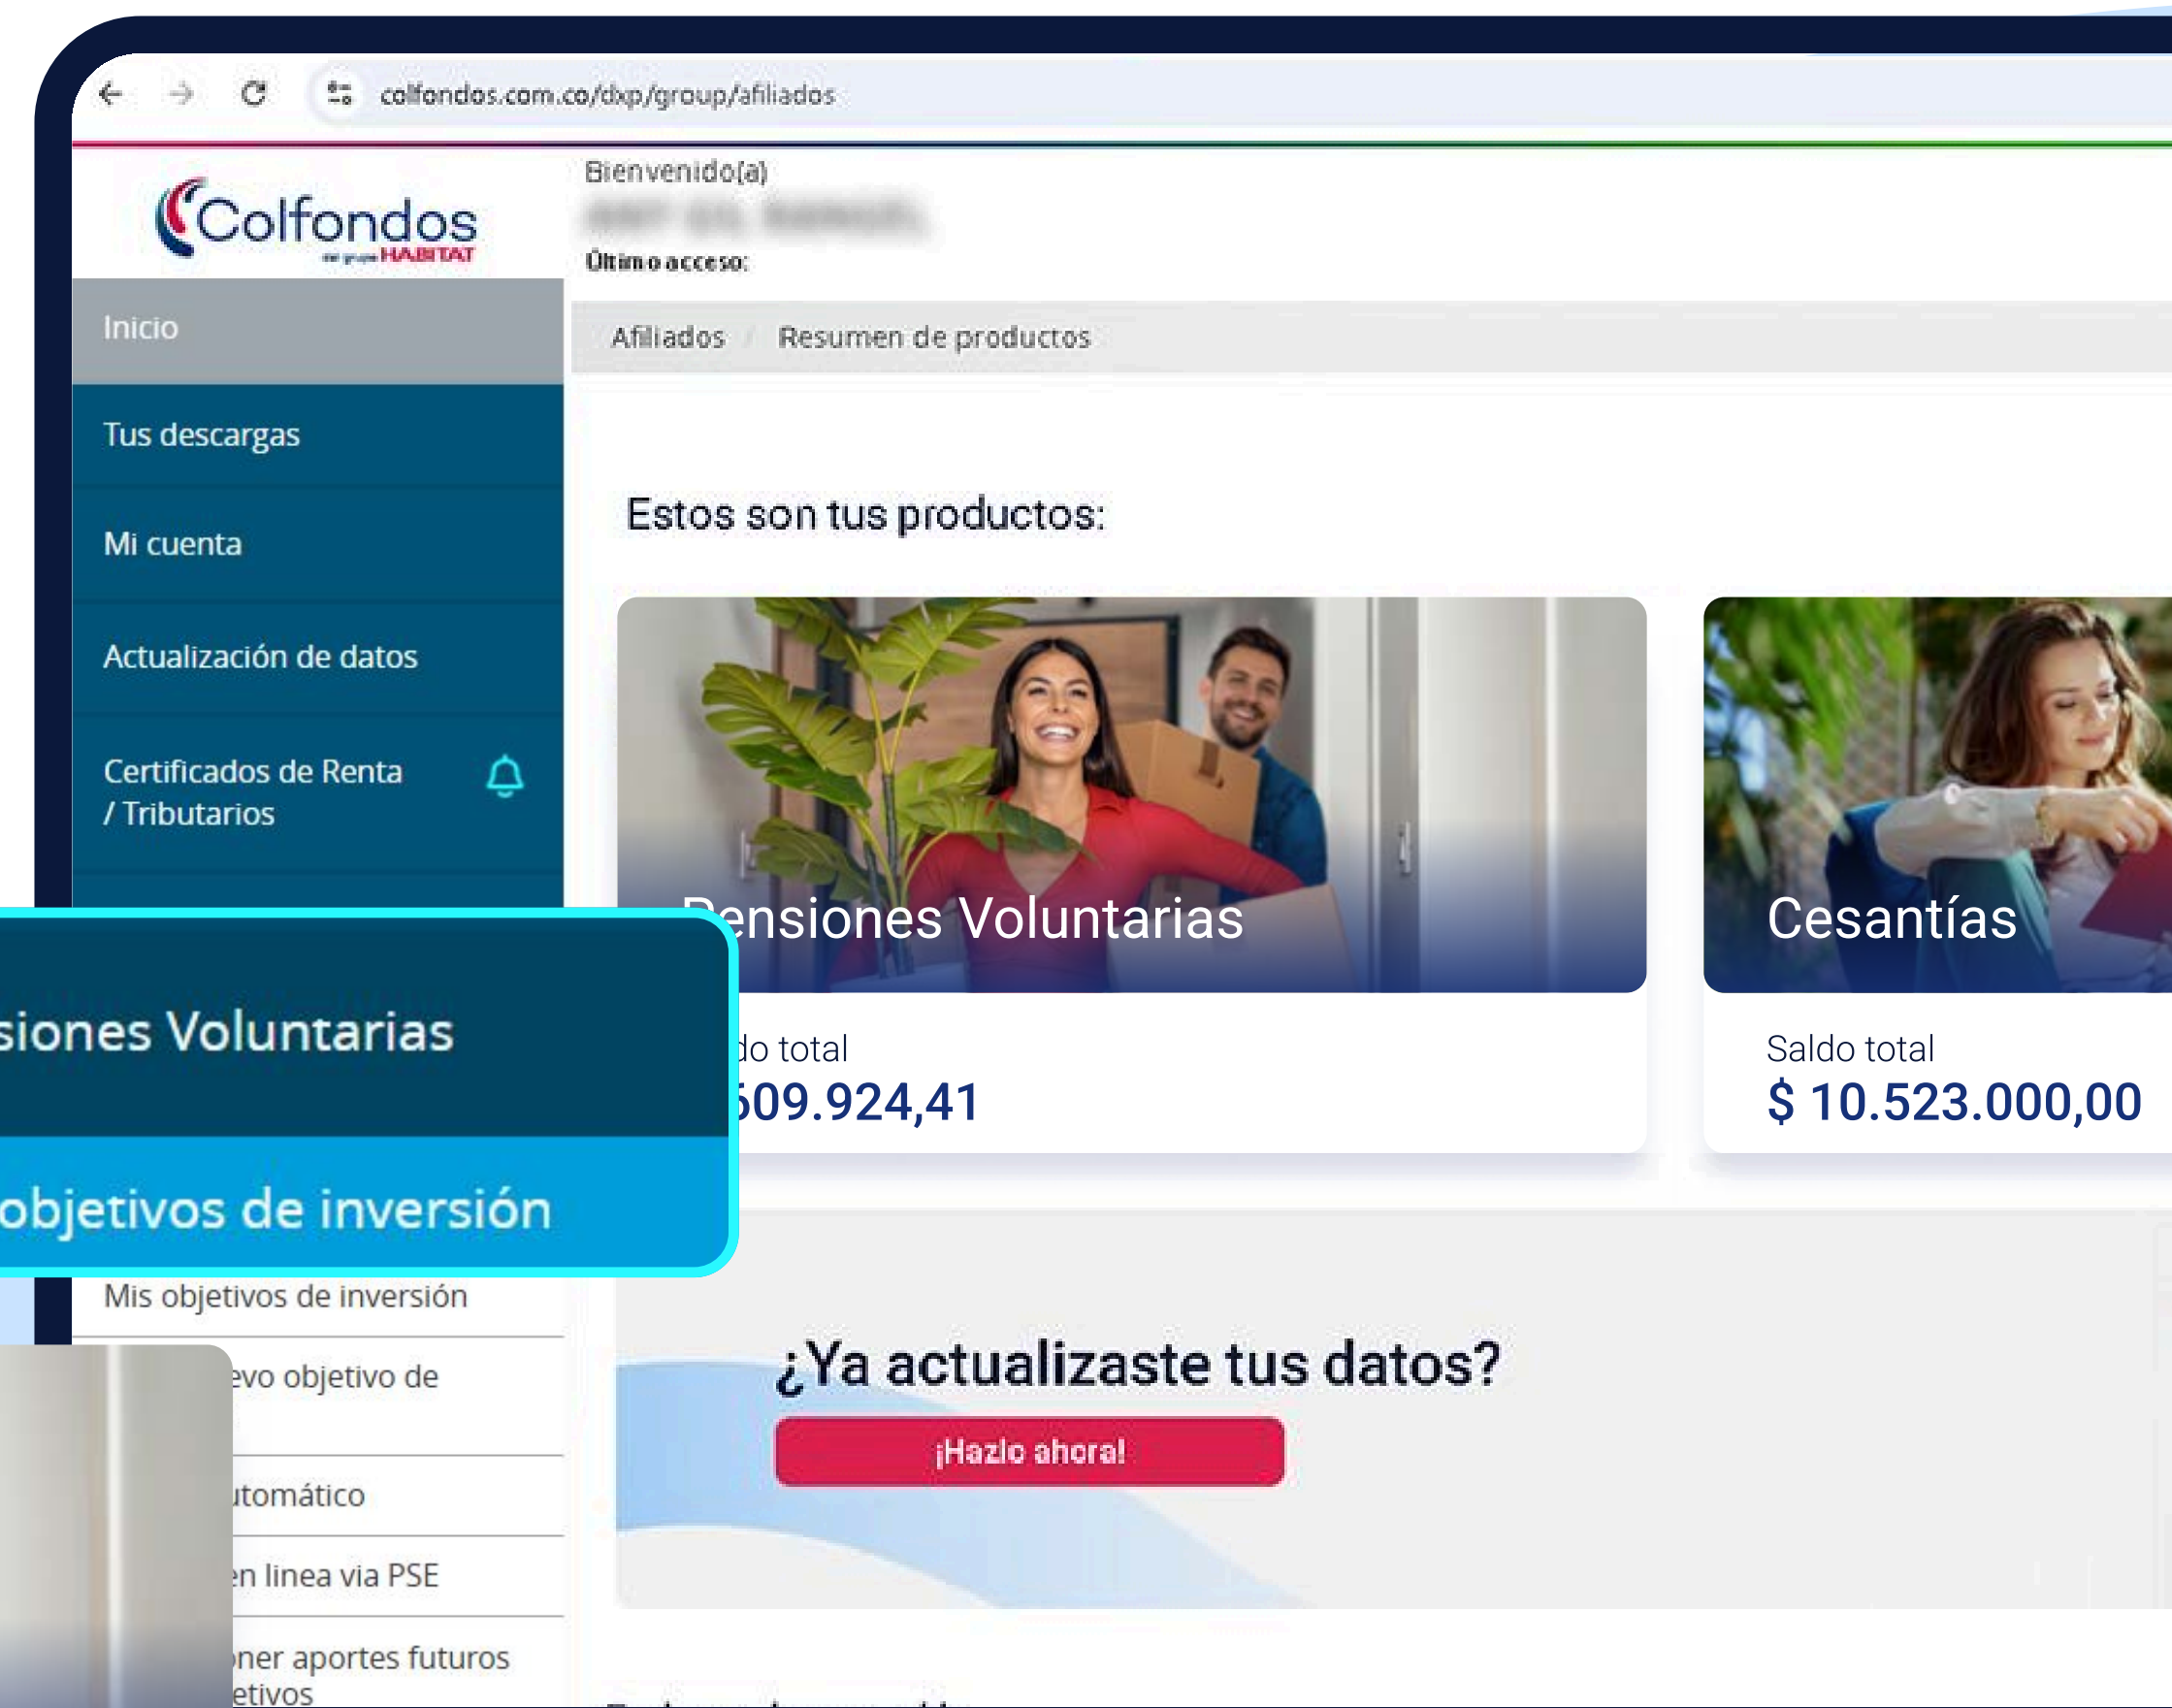 colfondos.com.co/dxp/group/afiliados
Colfondos
HABITAT
Bienvenido(a)
Último acceso:
Inicio
Afiliados / Resumen de productos
Tus descargas
Mi cuenta
Actualización de datos
Certificados de Renta
/ Tributarios
Estos son tus productos:
Pensiones Voluntarias
Cesantías
siones Voluntarias
objetivos de inversión
do total
609.924,41
Saldo total
$ 10.523.000,00
Mis objetivos de inversión
evo objetivo de
utomático
en linea via PSE
oner aportes futuros
etivos
¿Ya actualizaste tus datos?
¡Hazlo ahora!